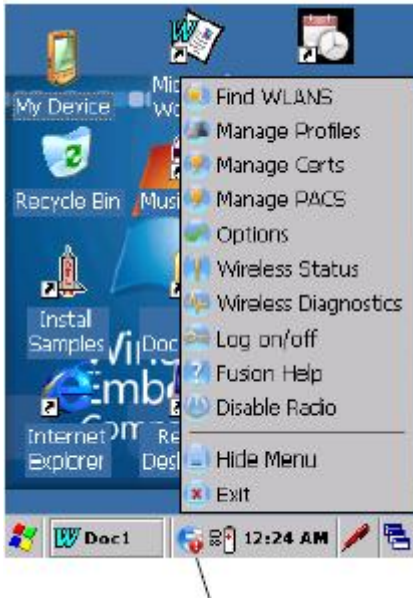 My Device
Recycle Bin
Install
Samples
Internet
Explorer
Find WLANS
Manage Profiles
Manage Certs
Manage PACS
Options
Wireless Status
Wireless Diagnostics
Log on/off
Fusion Help
Disable Radio
Hide Menu
Exit
Doc1
12:24 AM